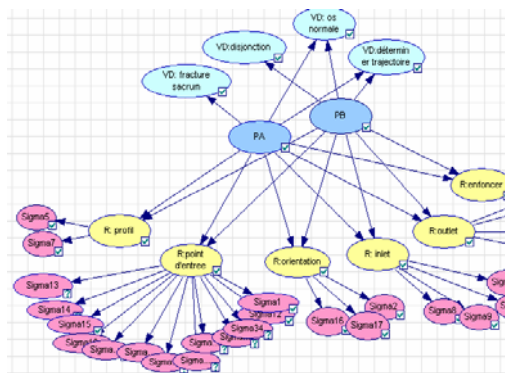 VD: os
normale
VD:disjonction
VD:détermin
er trajectoire
VD: fracture
sacrum
PB
PA
R:enfoncer
Sigma5
R: profil
R:outlet
Sigma7
R:point
d'entree
R:orientation
R: inlet
Sigma13
Sigma1
Sigma14
Sigma2
Sigma12
Sigma8
Sigma15
Sigma34
Sigma16
Sigma17
Sigma9